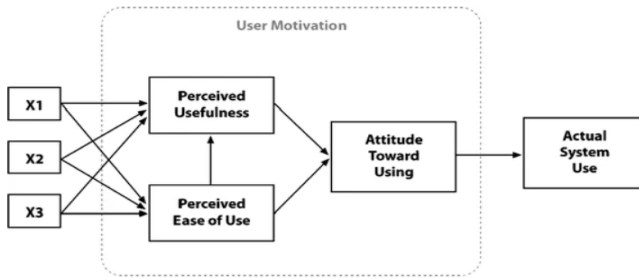 User Motivation
X1
X2
X3
Perceived
Usefulness
Perceived
Ease of Use
Attitude
Toward
Using
Actual
System
Use